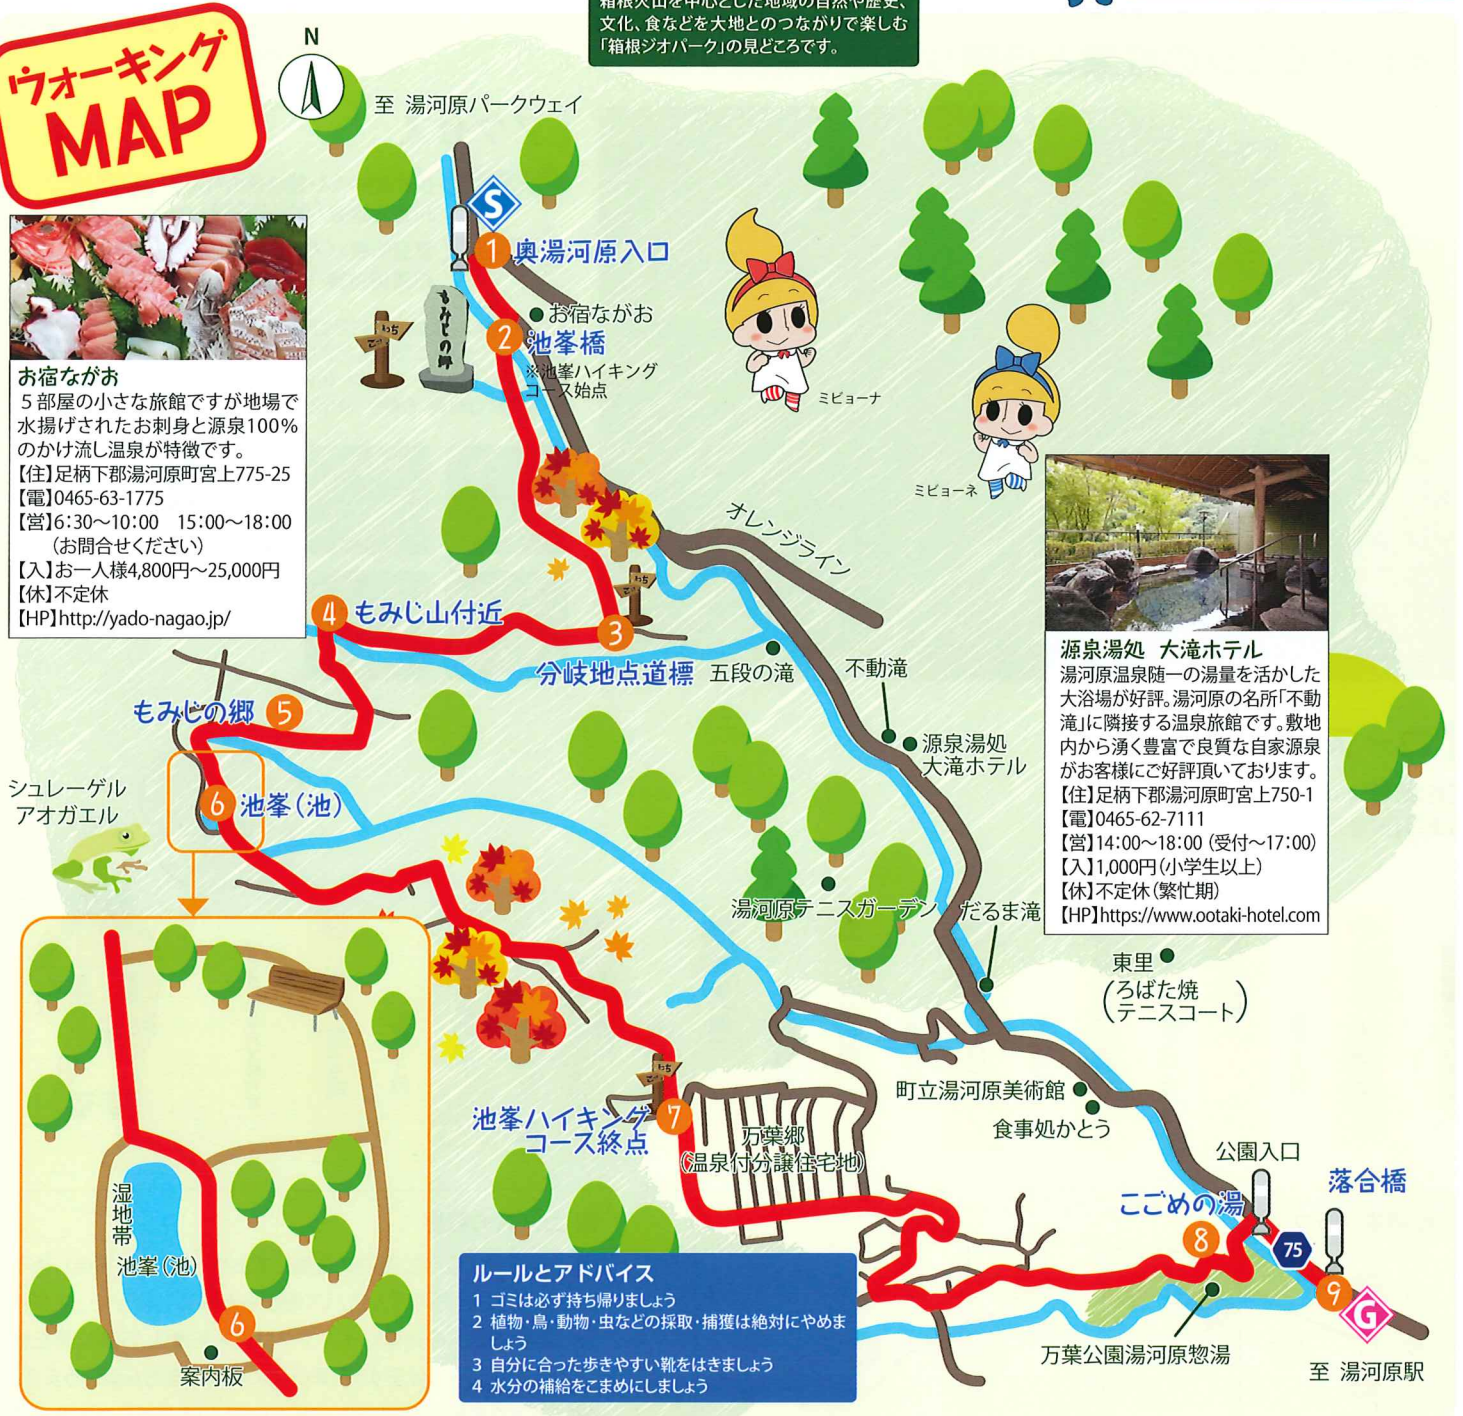 箱根火山を中心とした地域の自然や歴史、
文化、食などを大地とのつながりで楽しむ
「箱根ジオパーク」の見どころです。
ウォーキング
MAP
N
至 湯河原パークウェイ
S
1 奥湯河原入口
お宿ながお
2 池峯橋
※池峯ハイキング
コース始点
もみじの郷
お宿ながお
5部屋の小さな旅館ですが地場で
水揚げされたお刺身と源泉100%
のかけ流し温泉が特徴です。
【住】足柄下郡湯河原町宮上775-25
【電】0465-63-1775
【営】6:30～10:00　15:00～18:00
(お問合せください)
【入】お一人様4,800円～25,000円
【休】不定休
【HP】http://yado-nagao.jp/
ミピョーナ
ミピョーネ
オレンジライン
源泉湯処 大滝ホテル
湯河原温泉随一の湯量を活かした
大浴場が好評。湯河原の名所「不動
滝」に隣接する温泉旅館です。敷地
内から湧く豊富で良質な自家源泉
がお客様にご好評頂いております。
【住】足柄下郡湯河原町宮上750-1
【電】0465-62-7111
【営】14:00～18:00 (受付～17:00)
【入】1,000円(小学生以上)
【休】不定休(繁忙期)
【HP】https://www.ootaki-hotel.com
4 もみじ山付近
3
分岐地点道標
五段の滝
不動滝
源泉湯処
大滝ホテル
もみじの郷 5
シュレーゲル
アオガエル
6 池峯(池)
湯河原テニスガーデン
だるま滝
東里
(ろばた焼
テニスコート)
町立湯河原美術館
食事処かとう
池峯ハイキング
コース終点
7
万葉郷
(温泉付分譲住宅地)
公園入口
落合橋
こごめの湯
8
75
9
G
万葉公園湯河原惣湯
至 湯河原駅
湿地帯
池峯(池)
6
案内板
ルールとアドバイス
1 ゴミは必ず持ち帰りましょう
2 植物・鳥・動物・虫などの採取・捕獲は絶対にやめま
しょう
3 自分に合った歩きやすい靴をはきましょう
4 水分の補給をこまめにしましょう